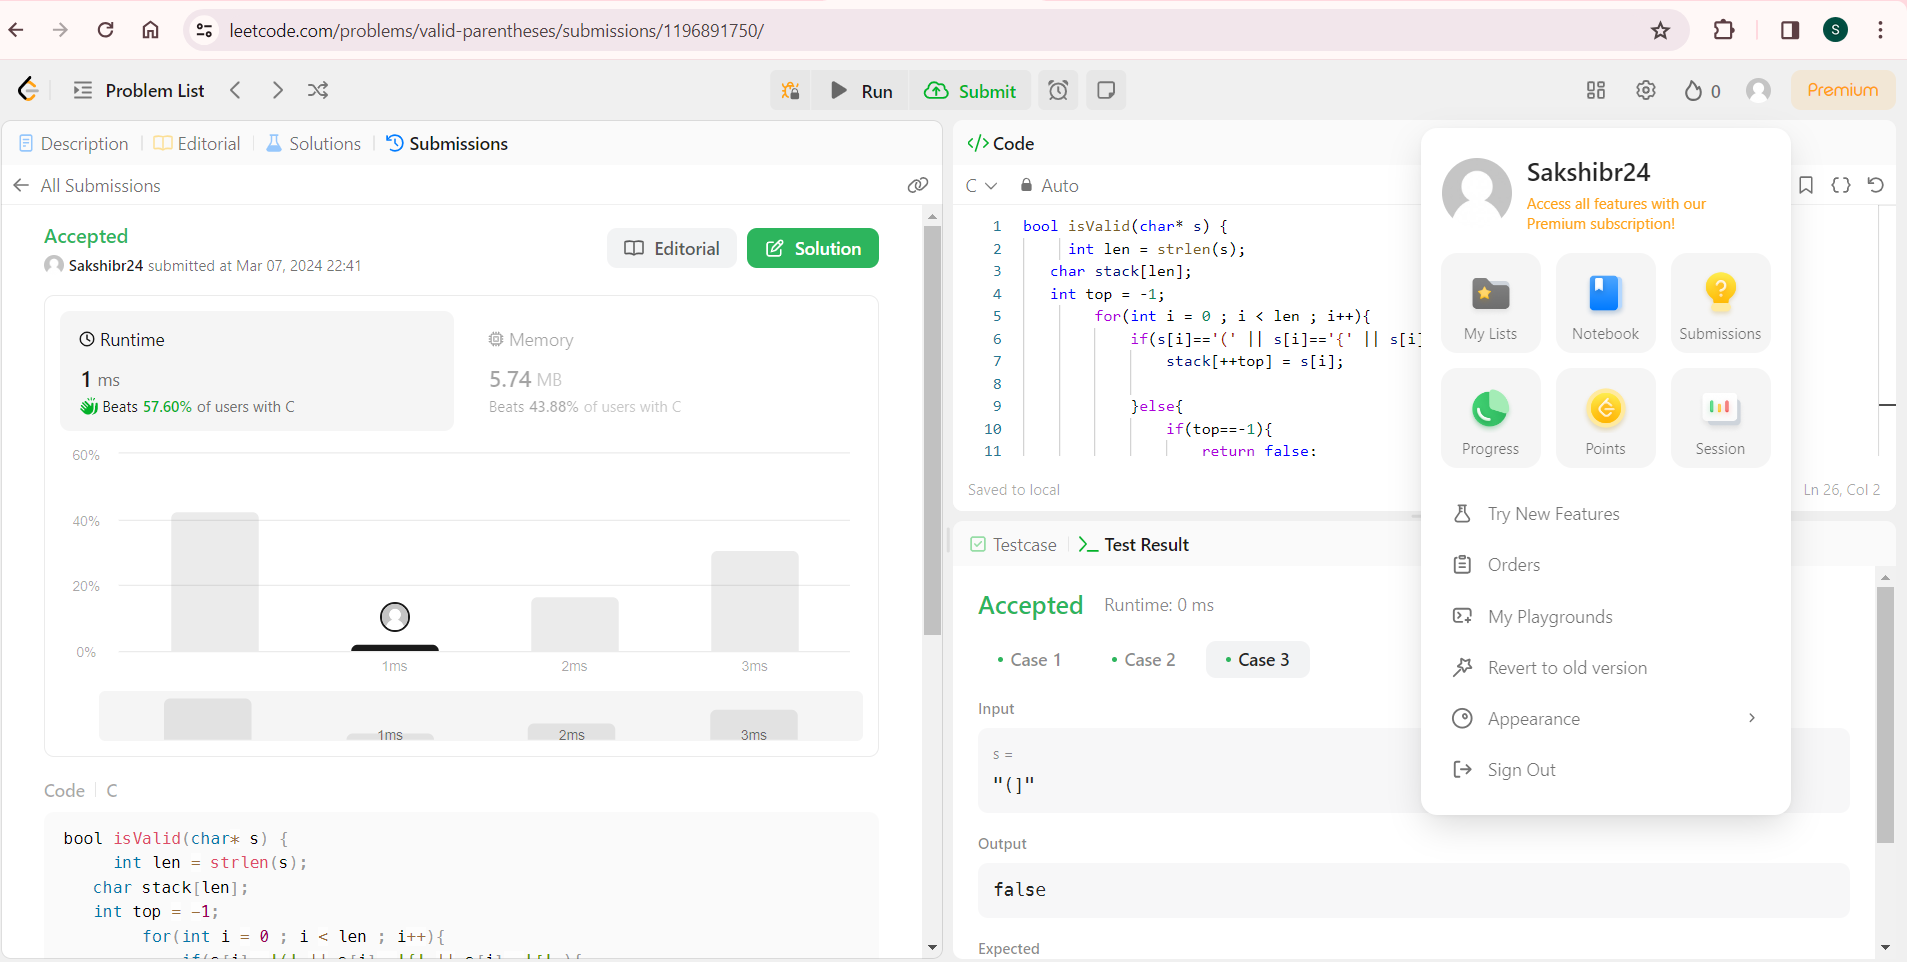 leetcode.com/problems/valid-parentheses/submissions/1196891750/
S
Problem List
Run
Submit
0
Premium
Description
Editorial
Solutions
Submissions
All Submissions
Accepted
Sakshibr24 submitted at Mar 07, 2024 22:41
Editorial
Solution
Runtime
1 ms
Beats 57.60% of users with C
Memory
5.74 MB
Beats 43.88% of users with C
60%
40%
20%
0%
1ms
2ms
3ms
1ms
2ms
3ms
Code
C
bool isValid(char* s) {
int len = strlen(s);
char stack[len];
int top = -1;
for(int i = 0 ; i < len ; i++){
</> Code
C
Auto
1 bool isValid(char* s) {
2 int len = strlen(s);
3 char stack[len];
4 int top = -1;
5 for(int i = 0 ; i < len ; i++){
6 if(s[i]=='(' || s[i]=='{' || s[i]
7 stack[++top] = s[i];
8
9 }else{
10 if(top==-1){
11 return false;
Saved to local
Ln 26, Col 2
Testcase
Test Result
Accepted
Runtime: 0 ms
Case 1
Case 2
Case 3
Input
s =
"(]"
Output
false
Expected
Sakshibr24
Access all features with our
Premium subscription!
My Lists
Notebook
Submissions
Progress
Points
Session
Try New Features
Orders
My Playgrounds
Revert to old version
Appearance
Sign Out